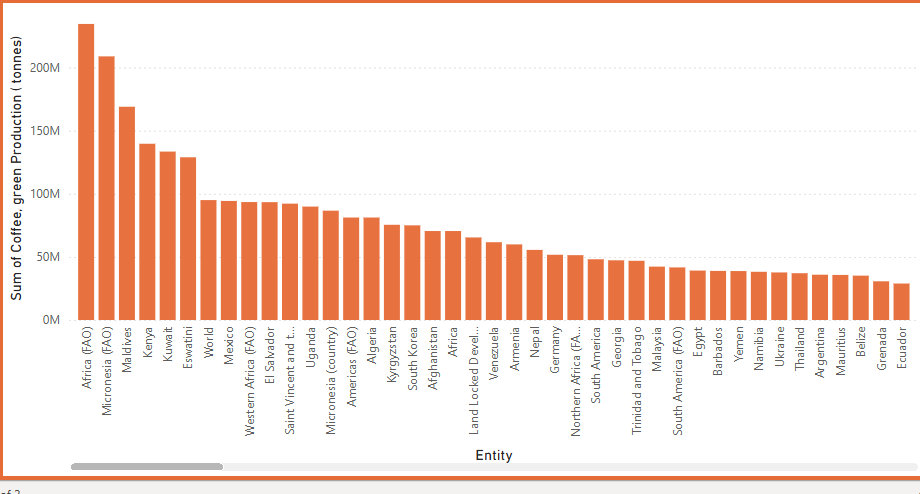 Sum of Coffee, green Production ( tonnes)
200M
150M
100M
50M
0M
Africa (FAO)
Micronesia (FAO)
Maldives
Kenya
Kuwait
Eswatini
World
Mexico
Western Africa (FAO)
El Salvador
Saint Vincent and t...
Uganda
Micronesia (country)
Americas (FAO)
Algeria
Kyrgyzstan
South Korea
Afghanistan
Africa
Land Locked Devel...
Venezuela
Armenia
Nepal
Germany
Northern Africa (FA...
South America
Georgia
Trinidad and Tobago
Malaysia
South America (FAO)
Egypt
Barbados
Yemen
Namibia
Ukraine
Thailand
Argentina
Mauritius
Belize
Grenada
Ecuador
Entity